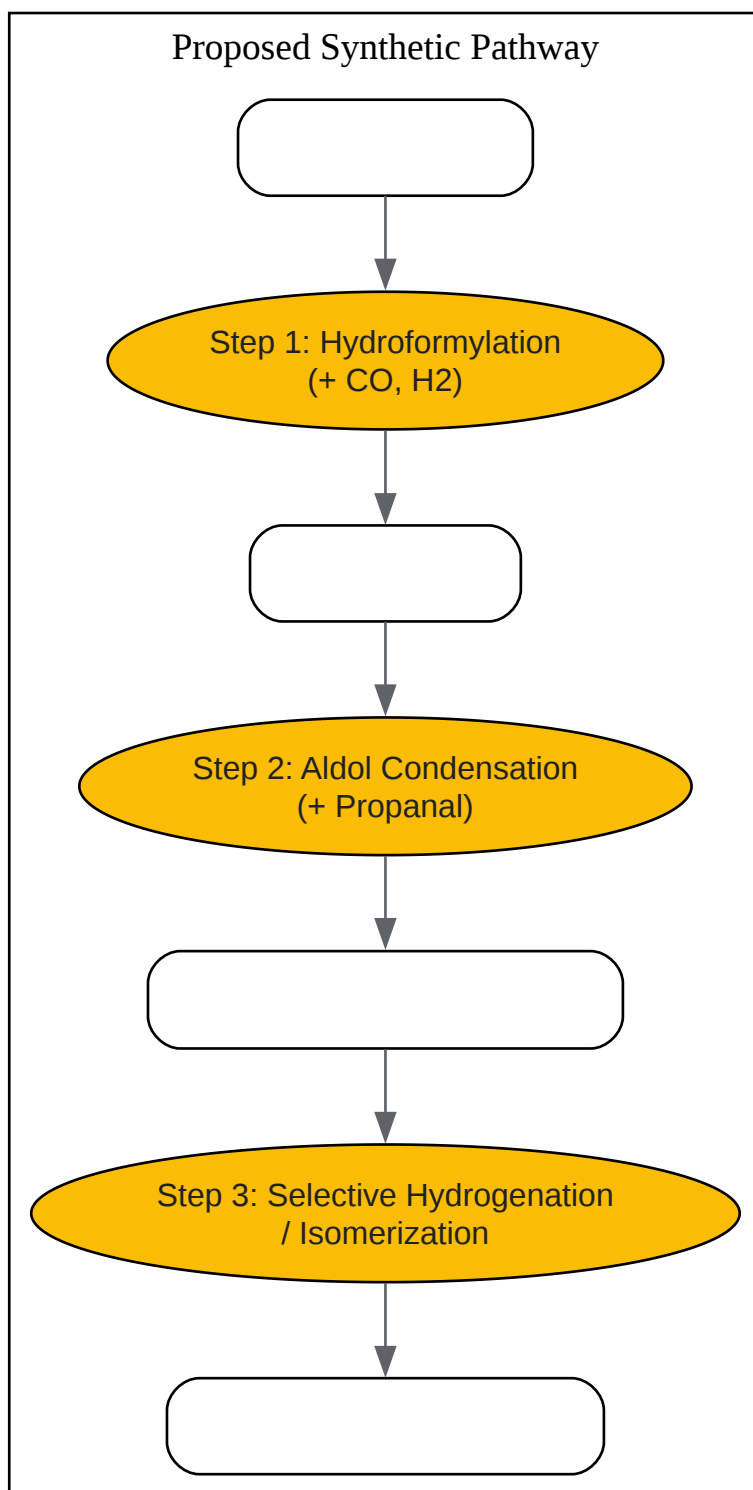 Proposed Synthetic Pathway
Step 1: Hydroformylation
(+ CO, H2)
Step 2: Aldol Condensation
(+ Propanal)
Step 3: Selective Hydrogenation
/ Isomerization